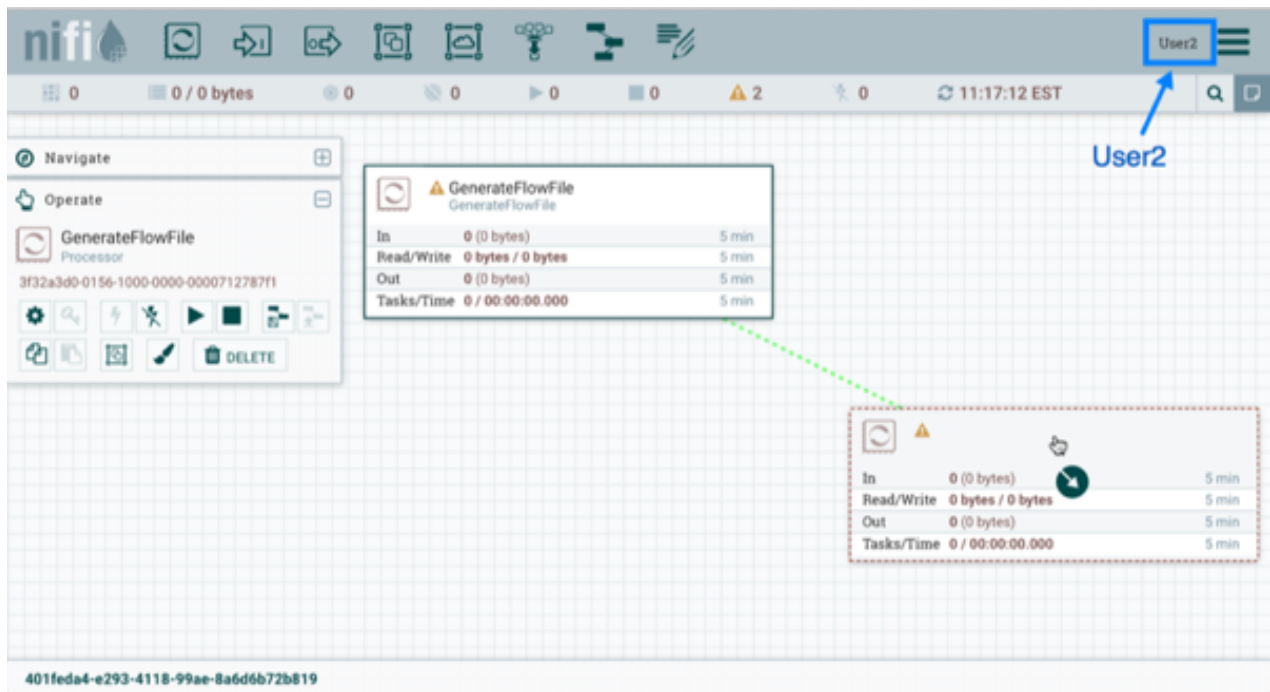 nifi
User2
0
0 / 0 bytes
0
0
0
0
2
0
11:17:12 EST
User2
Navigate
Operate
GenerateFlowFile
Processor
3f32a3d0-0156-1000-0000-0000712787f1
DELETE
GenerateFlowFile
GenerateFlowFile
In 0 (0 bytes) 5 min
Read/Write 0 bytes / 0 bytes 5 min
Out 0 (0 bytes) 5 min
Tasks/Time 0 / 00:00:00.000 5 min
In 0 (0 bytes) 5 min
Read/Write 0 bytes / 0 bytes 5 min
Out 0 (0 bytes) 5 min
Tasks/Time 0 / 00:00:00.000 5 min
401feda4-e293-4118-99ae-8a6d6b72b819